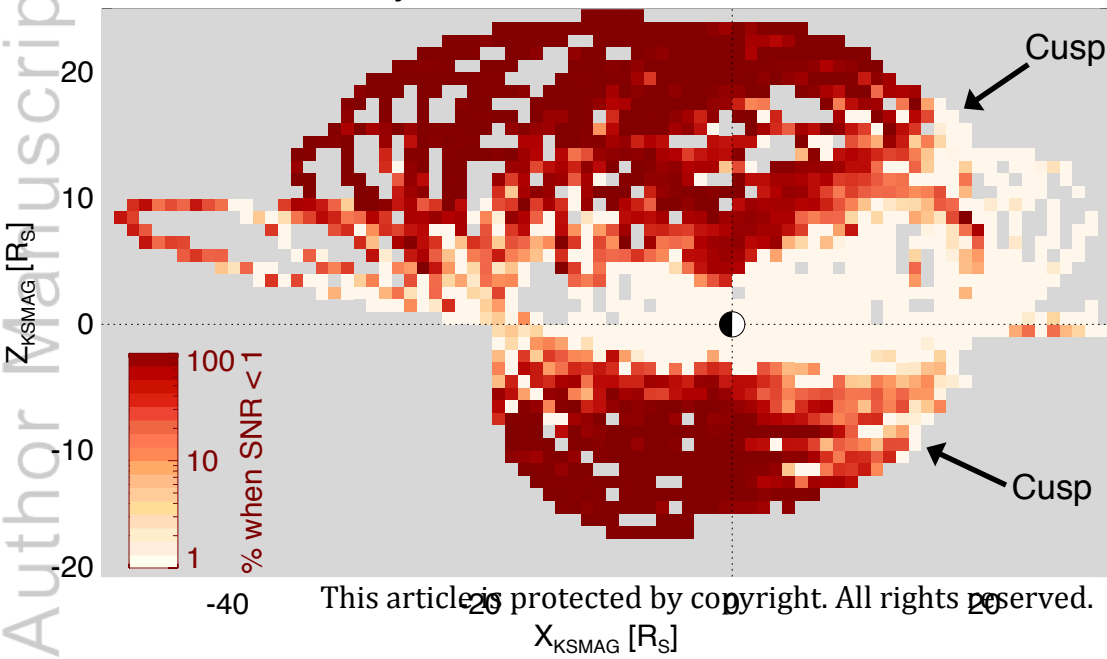 Author Manuscrip
Cusp
20
10
0
-10
-20
Z_KSMAG [R_S]
100
10
1
% when SNR < 1
Cusp
-40
-20
0
20
This article is protected by copyright. All rights reserved.
X_KSMAG [R_S]